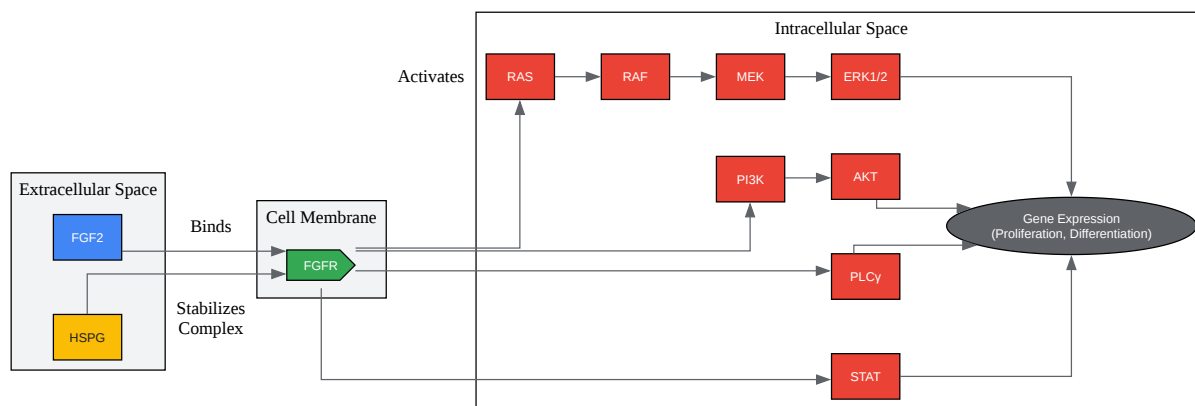 Intracellular Space
Activates
RAS
RAF
MEK
ERK1/2
PI3K
AKT
Extracellular Space
FGF2
Binds
Cell Membrane
FGFR
Gene Expression
(Proliferation, Differentiation)
PLCγ
Stabilizes
Complex
HSPG
STAT